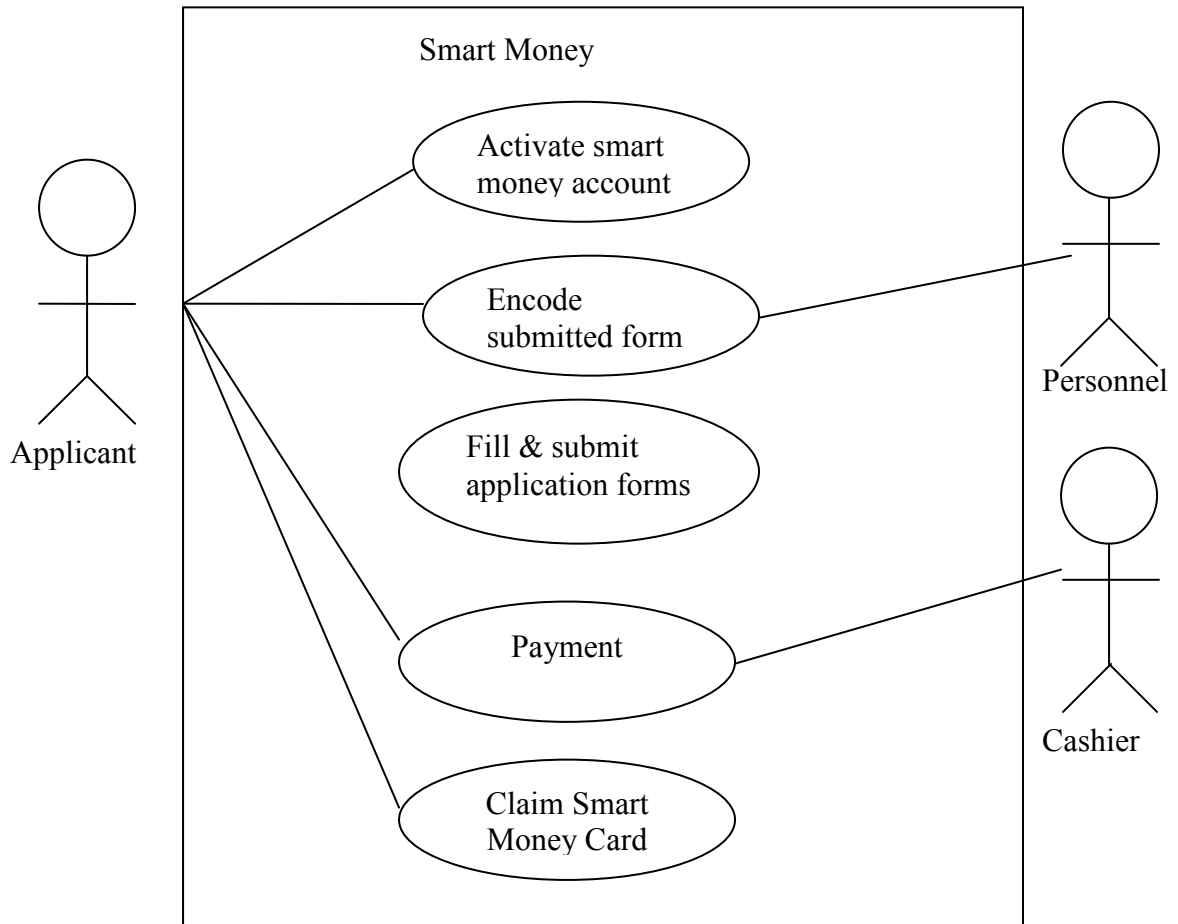 Smart Money
Activate smart
money account
Encode
submitted form
Personnel
Applicant
Fill & submit
application forms
Payment
Cashier
Claim Smart
Money Card